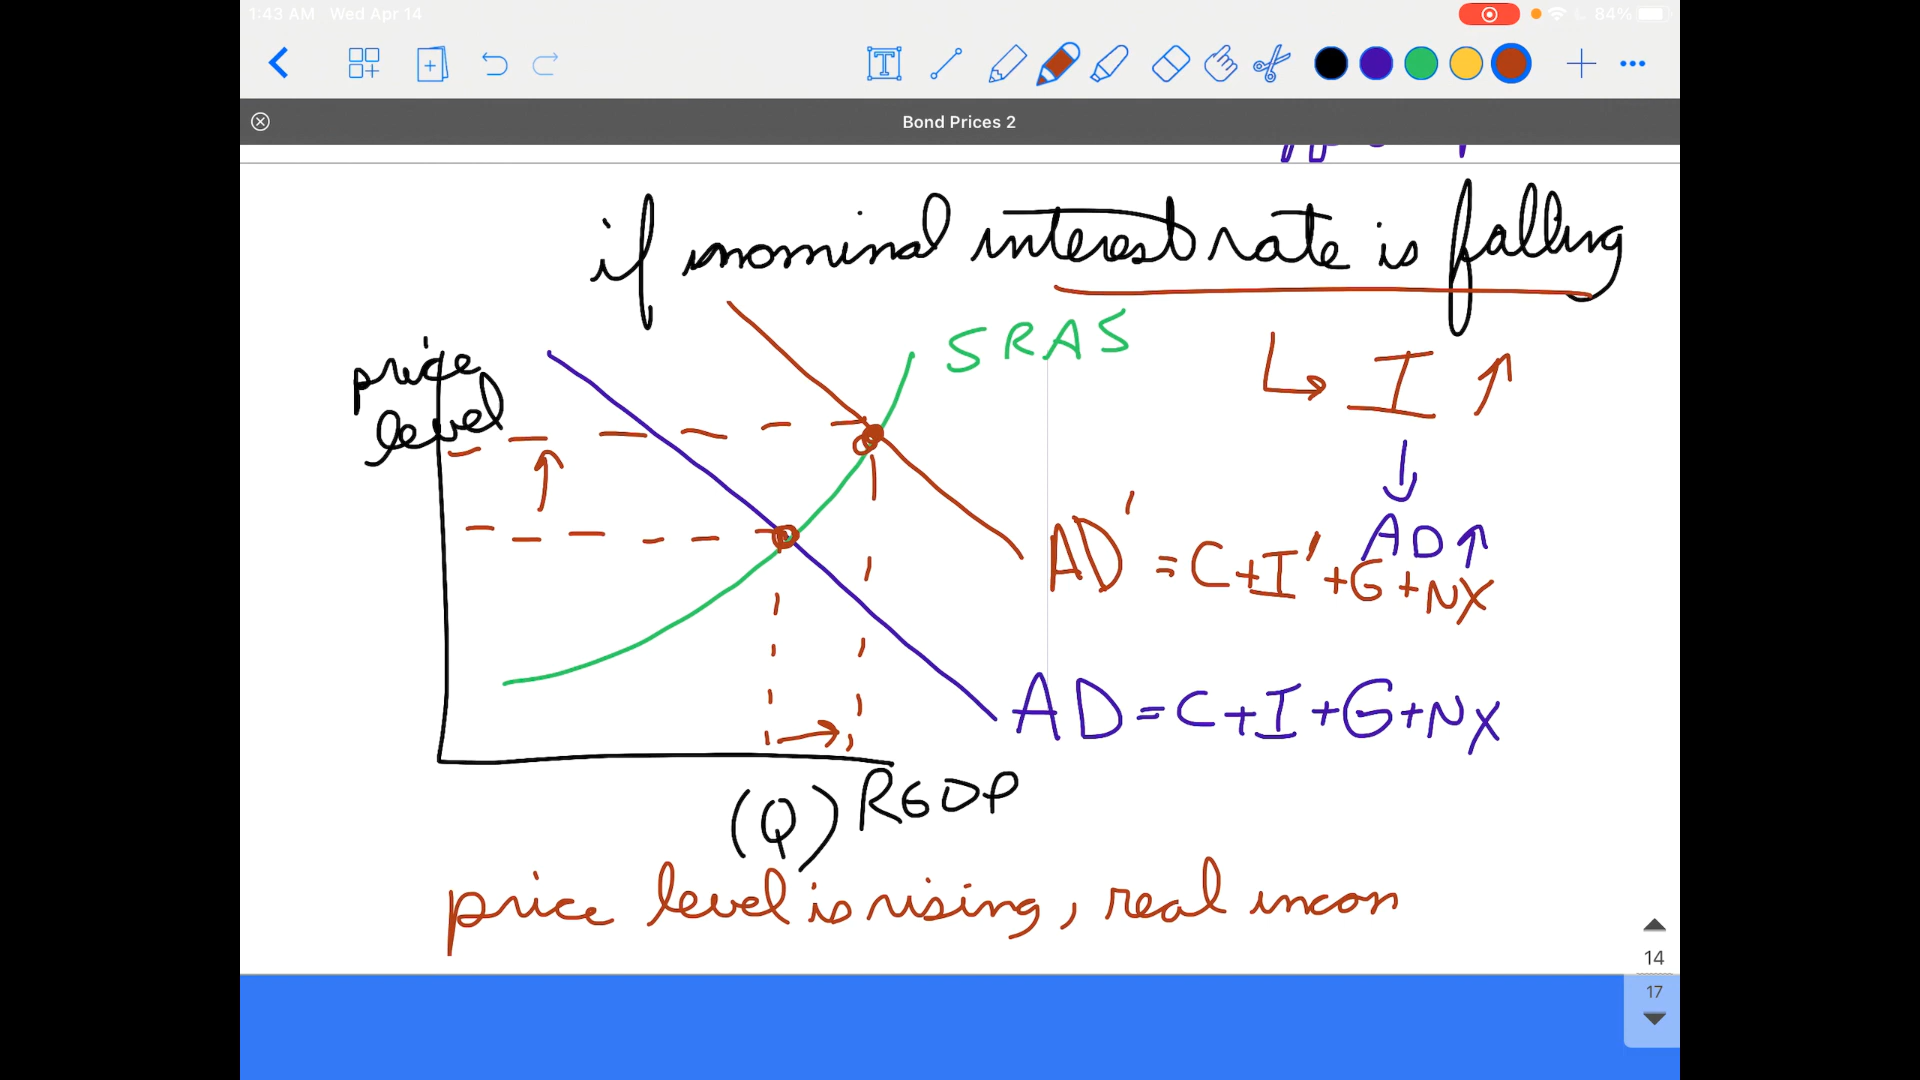 1:43 AM Wed Apr 14
84%
T
Bond Prices 2
if nominal interest rate is falling
SRAS
I ↑
price
level
AD ↑
AD' = C+I'+G+NX
AD = C+I+G+NX
(Q) RGDP
price level is rising, real incom
14
17